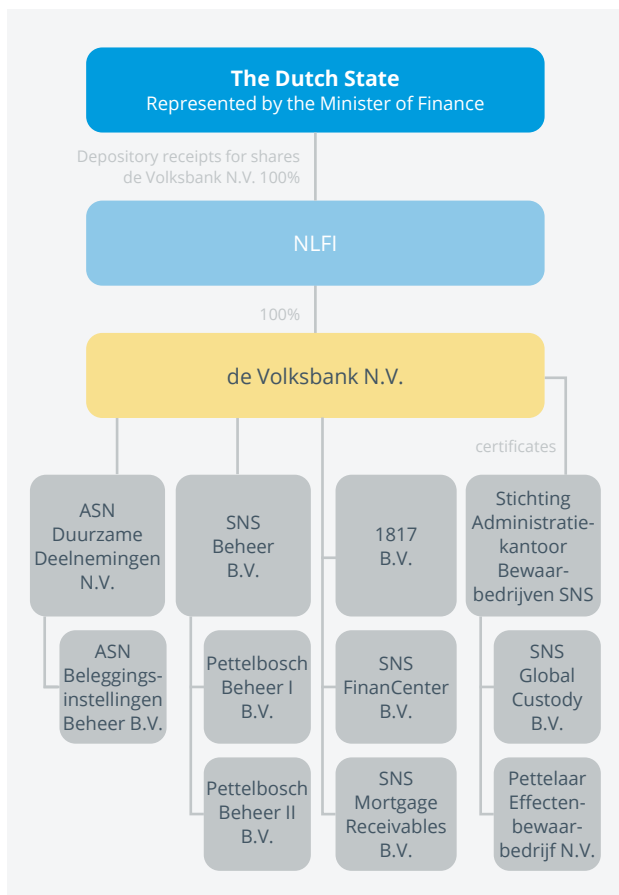 The Dutch State
Represented by the Minister of Finance
Depository receipts for shares
de Volksbank N.V. 100%
NLFI
100%
de Volksbank N.V.
certificates
ASN
Duurzame
Deelnemingen
N.V.
SNS
Beheer
B.V.
1817
B.V.
Stichting
Administratie-
kantoor
Bewaar-
bedrijven SNS
ASN
Beleggings-
instellingen
Beheer B.V.
Pettelbosch
Beheer I
B.V.
SNS
FinanCenter
B.V.
SNS
Global
Custody
B.V.
Pettelbosch
Beheer II
B.V.
SNS
Mortgage
Receivables
B.V.
Pettelaar
Effecten-
bewaar-
bedrijf N.V.